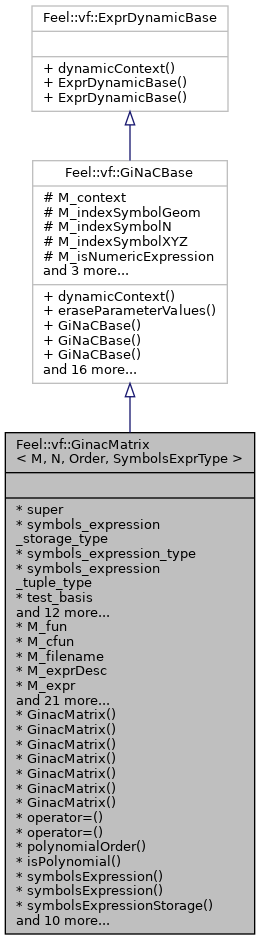 Feel::vf::ExprDynamicBase
+ dynamicContext()
+ ExprDynamicBase()
+ ExprDynamicBase()
Feel::vf::GiNaCBase
# M_context
# M_indexSymbolGeom
# M_indexSymbolN
# M_indexSymbolXYZ
# M_isNumericExpression
and 3 more...
+ dynamicContext()
+ eraseParameterValues()
+ GiNaCBase()
+ GiNaCBase()
+ GiNaCBase()
and 16 more...
Feel::vf::GinacMatrix
< M, N, Order, SymbolsExprType >
* super
* symbols_expression
_storage_type
* symbols_expression_type
* symbols_expression
_tuple_type
* test_basis
and 12 more...
* M_fun
* M_cfun
* M_filename
* M_exprDesc
* M_expr
and 21 more...
* GinacMatrix()
* GinacMatrix()
* GinacMatrix()
* GinacMatrix()
* GinacMatrix()
* GinacMatrix()
* GinacMatrix()
* operator=()
* operator=()
* polynomialOrder()
* isPolynomial()
* symbolsExpression()
* symbolsExpression()
* symbolsExpressionStorage()
and 10 more...